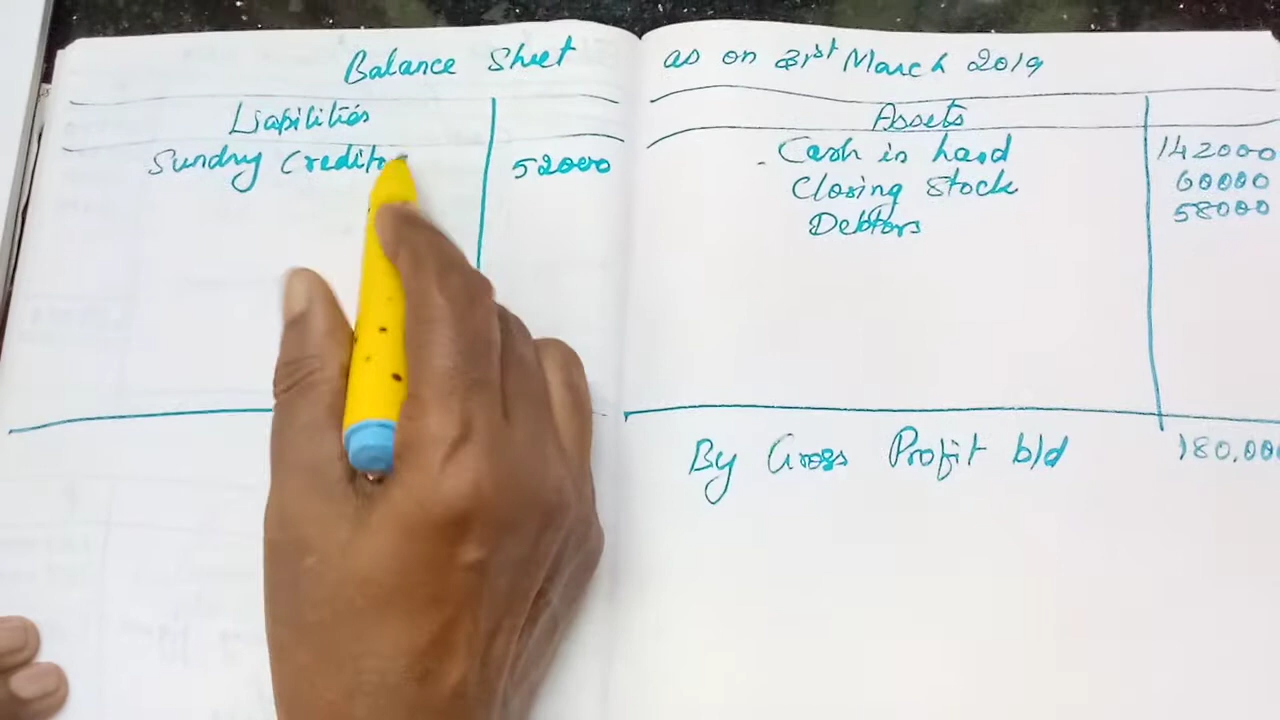 Balance Sheet as on 31st March 2019
Liabilities
Assets
Sundry Creditors 52000
Cash in hand 142000
Closing Stock 60000
Debtors 58000
By Gross Profit b/d 180,000